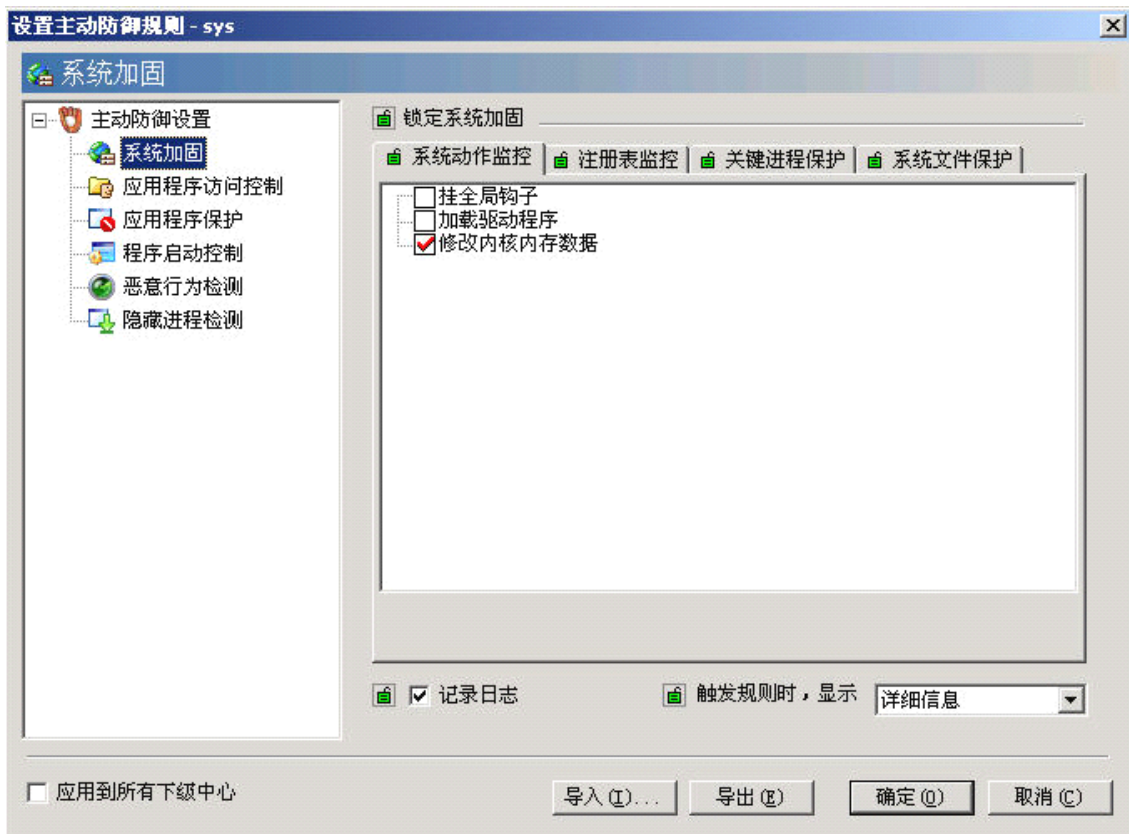 设置主动防御规则 - sys
系统加固
主动防御设置
系统加固
应用程序访问控制
应用程序保护
程序启动控制
恶意行为检测
隐藏进程检测
锁定系统加固
系统动作监控 注册表监控 关键进程保护 系统文件保护
挂全局钩子
加载驱动程序
修改内核内存数据
记录日志 触发规则时，显示 详细信息
应用到所有下级中心 导入(I)... 导出(E) 确定(O) 取消(C)